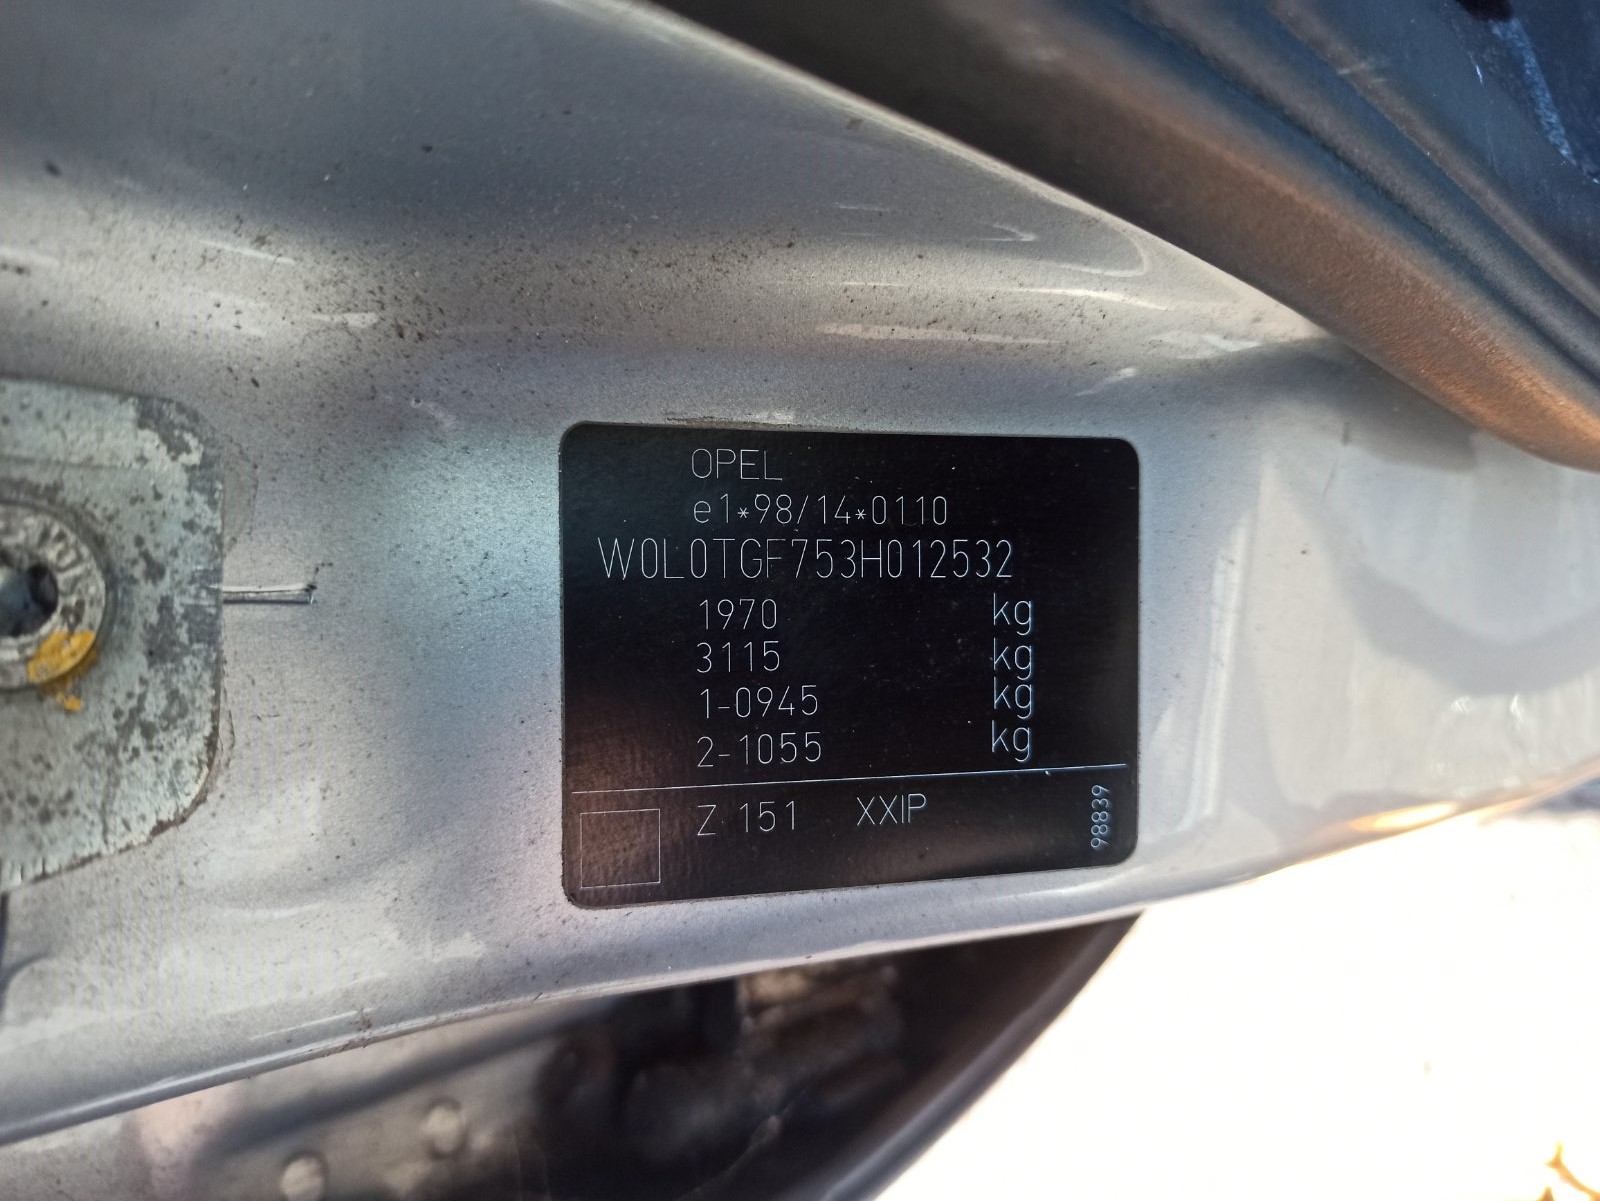 OPEL
e1*98/14*0110
W0L0TGF753H012532
1970 kg
3115 kg
1-0945 kg
2-1055 kg
Z 151 XXIP
98839